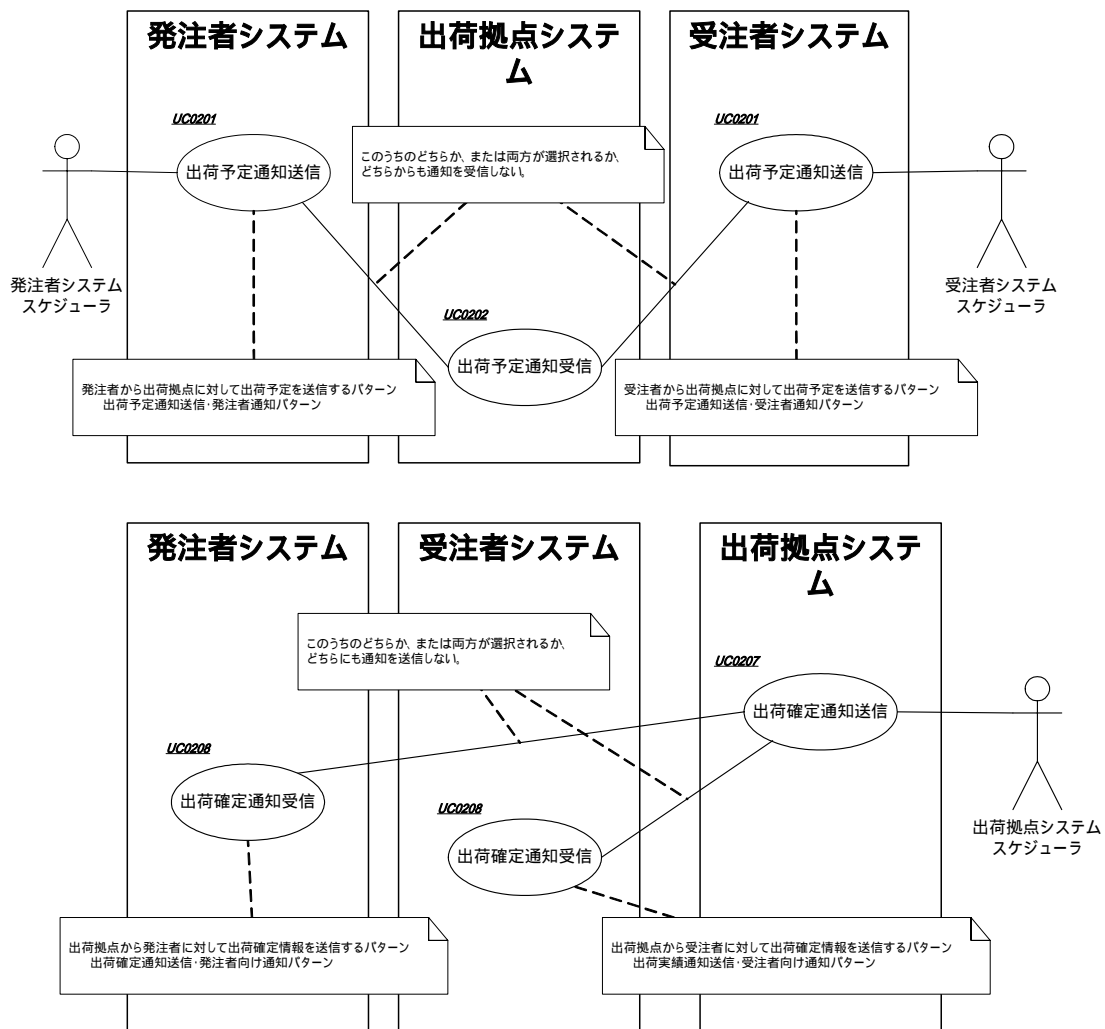 発注者システム
出荷拠点システ
ム
受注者システム
UC0201
出荷予定通知送信
このうちのどちらか、または両方が選択されるか、
どちらからも通知を受信しない。
UC0201
出荷予定通知送信
発注者システム
スケジューラ
受注者システム
スケジューラ
UC0202
出荷予定通知受信
発注者から出荷拠点に対して出荷予定を送信するパターン
出荷予定通知送信・発注者通知パターン
受注者から出荷拠点に対して出荷予定を送信するパターン
出荷予定通知送信・受注者通知パターン
発注者システム
受注者システム
出荷拠点システ
ム
このうちのどちらか、または両方が選択されるか、
どちらにも通知を送信しない。
UC0207
出荷確定通知送信
UC0208
出荷確定通知受信
UC0208
出荷確定通知受信
出荷拠点システム
スケジューラ
出荷拠点から発注者に対して出荷確定情報を送信するパターン
出荷確定通知送信・発注者向け通知パターン
出荷拠点から受注者に対して出荷確定情報を送信するパターン
出荷実績通知送信・受注者向け通知パターン